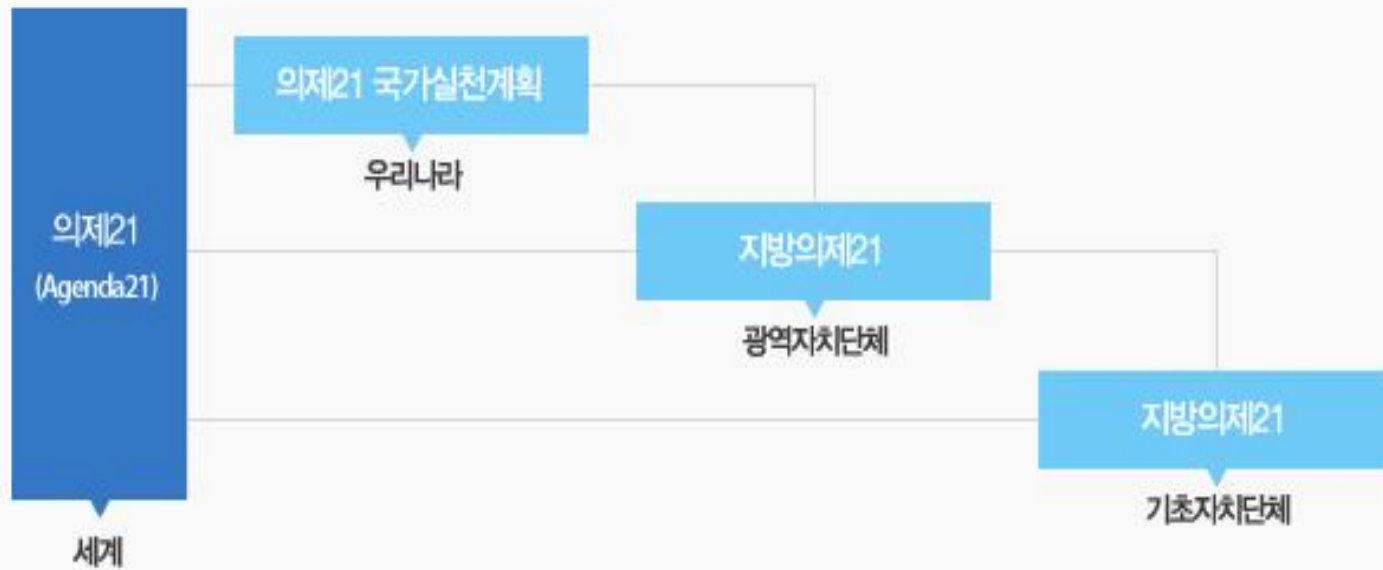 의제21 국가실천계획
우리나라
의제21
(Agenda21)
지방의제21
광역자치단체
지방의제21
기초자치단체
세계